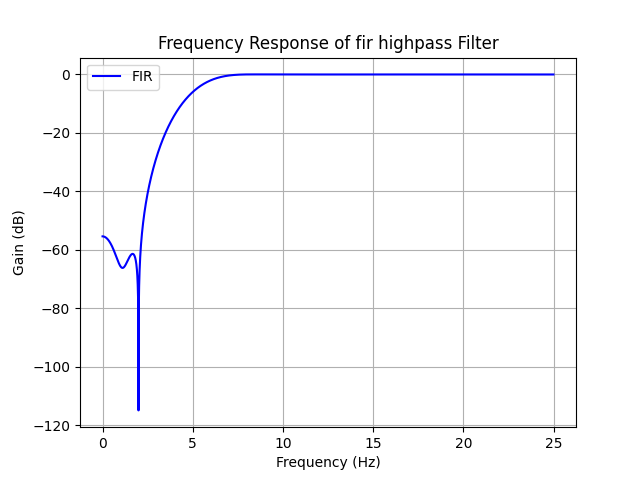 Frequency Response of fir highpass Filter
FIR
0
−20
−40
−60
−80
−100
−120
Gain (dB)
0 5 10 15 20 25
Frequency (Hz)